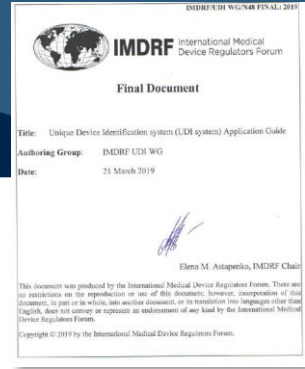 IMDRF/UDI WG/N48 FINAL: 2019
IMDRF International Medical
Device Regulators Forum
Final Document
Title: Unique Device Identification system (UDI system) Application Guide
Authoring Group: IMDRF UDI WG
Date: 21 March 2019
Elena M. Astapenko, IMDRF Chair
This document was produced by the International Medical Device Regulators Forum. There are
no restrictions on the reproduction or use of this document; however, incorporation of this
document, in part or in whole, into another document, or its translation into languages other than
English, does not convey or represent an endorsement of any kind by the International Medical
Device Regulators Forum.
Copyright © 2019 by the International Medical Device Regulators Forum.